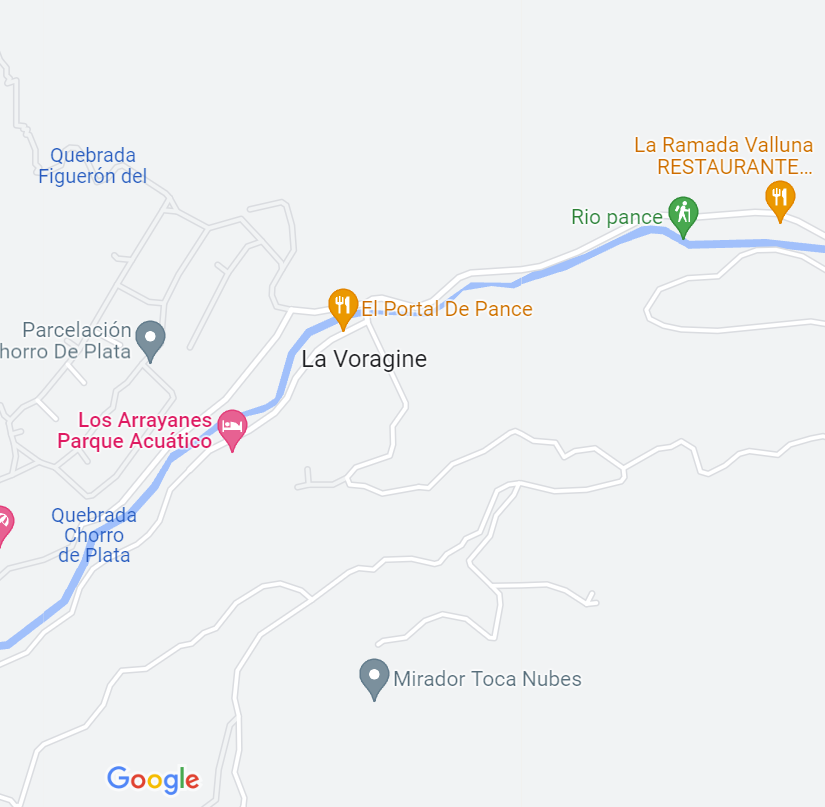 La Ramada Valluna
RESTAURANTE...
Quebrada
Figuerón del
Rio pance
El Portal De Pance
Parcelación
horro De Plata
La Voragine
Los Arrayanes
Parque Acuático
Quebrada
Chorro
de Plata
Mirador Toca Nubes
Google